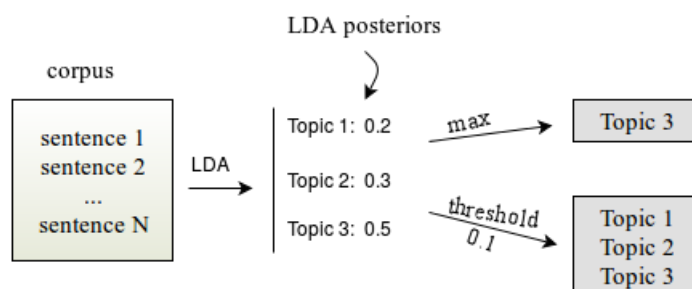 LDA posteriors
corpus
sentence 1
sentence 2
...
sentence N
LDA
Topic 1: 0.2
Topic 2: 0.3
Topic 3: 0.5
max
Topic 3
threshold
0.1
Topic 1
Topic 2
Topic 3